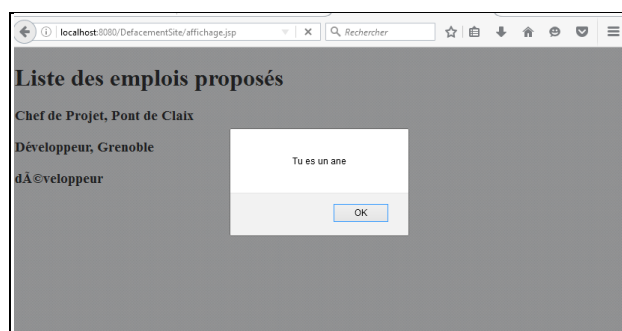 localhost:8080/DefacementSite/affichage.jsp
Rechercher
Liste des emplois proposés
Chef de Projet, Pont de Claix
Développeur, Grenoble
dÃ©veloppeur
Tu es un ane
OK